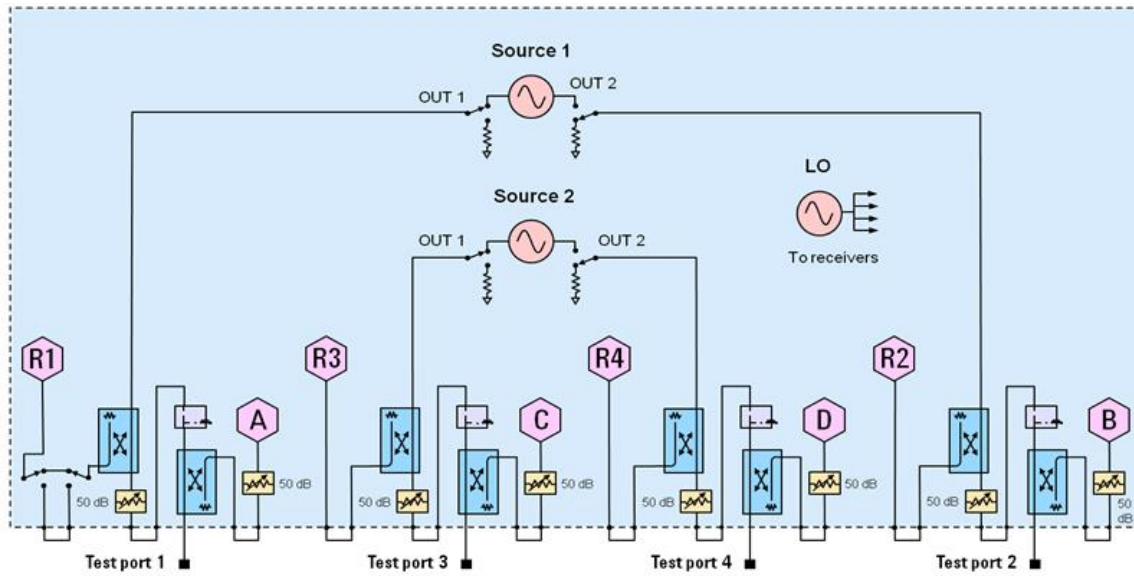 Source 1
OUT 1
OUT 2
LO
Source 2
OUT 1
OUT 2
To receivers
R1
R3
R4
R2
A
C
D
B
50 dB
50 dB
50 dB
50 dB
50 dB
50 dB
50 dB
50
dB
Test port 1
Test port 3
Test port 4
Test port 2